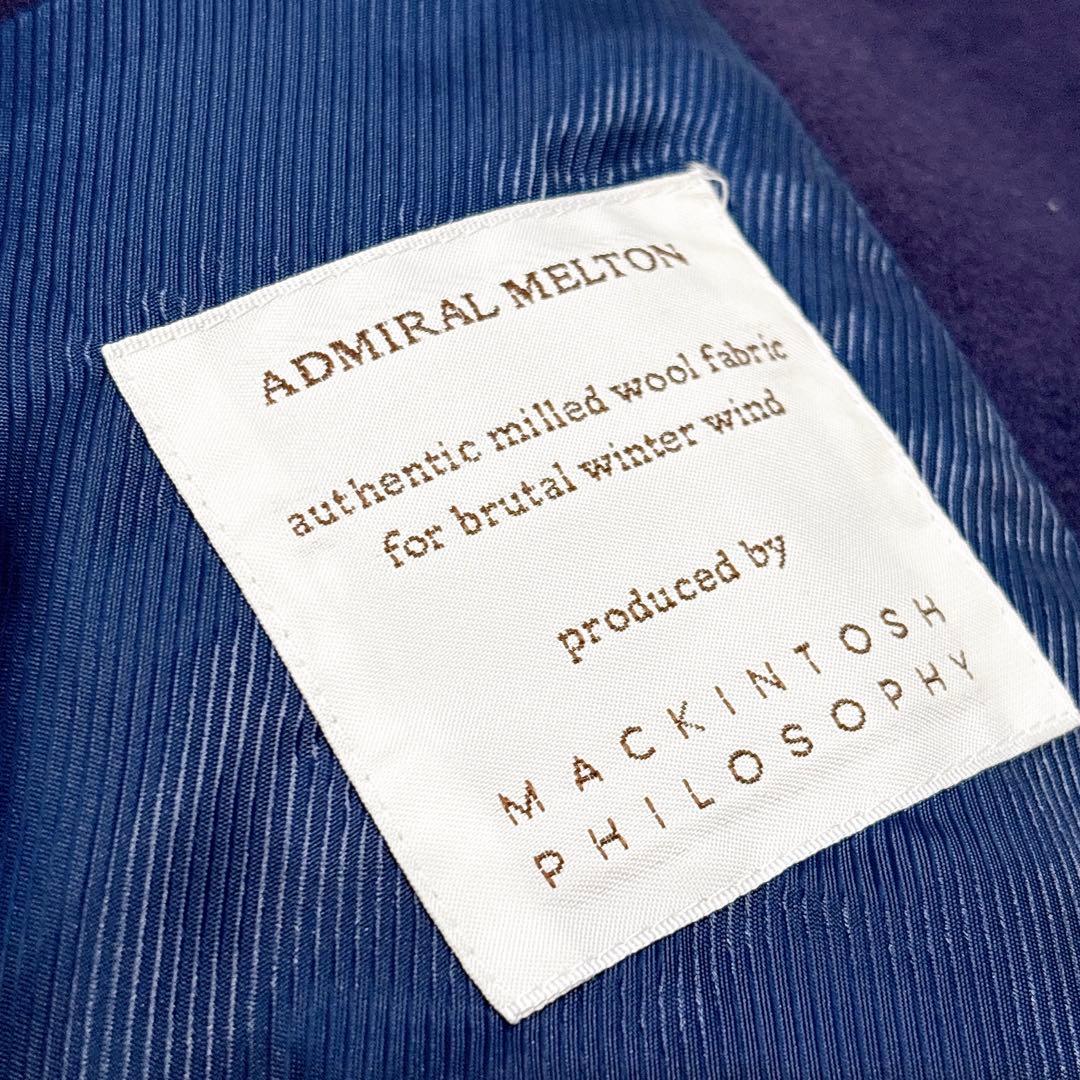 ADMIRAL MELTON
authentic milled wool fabric
for brutal winter wind
produced by
MACKINTOSH
PHILOSOPHY